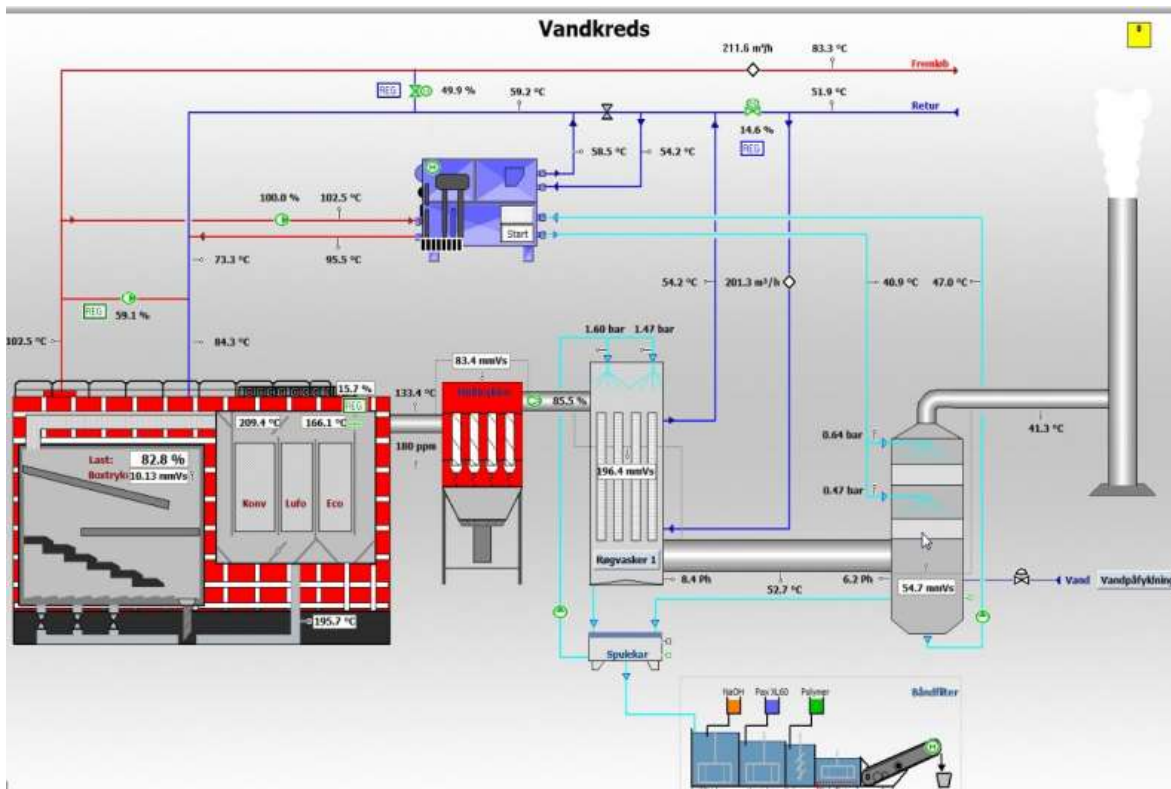 Vandkreds
211.6 m³/h
83.3 °C
Fremløb
REG
49.9 %
59.2 °C
51.9 °C
Retur
14.6 %
REG
58.5 °C
54.2 °C
100.0 %
102.5 °C
Start
73.3 °C
95.5 °C
54.2 °C
201.3 m³/h
40.9 °C
47.0 °C
REG
59.1 %
102.5 °C
84.3 °C
1.60 bar
1.47 bar
83.4 mmVs
15.7 %
133.4 °C
REG
85.5 %
209.4 °C
166.1 °C
41.3 °C
180 ppm
0.64 bar
Last:
82.8 %
Boxtryk
10.13 mmVs
196.4 mmVs
0.47 bar
Konv
Lufo
Eco
Røgvasker 1
8.4 Ph
52.7 °C
6.2 Ph
54.7 mmVs
Vand
Vandpåfyldning
195.7 °C
Spulekar
NaOH
Pax XL60
Polymer
Båndfilter